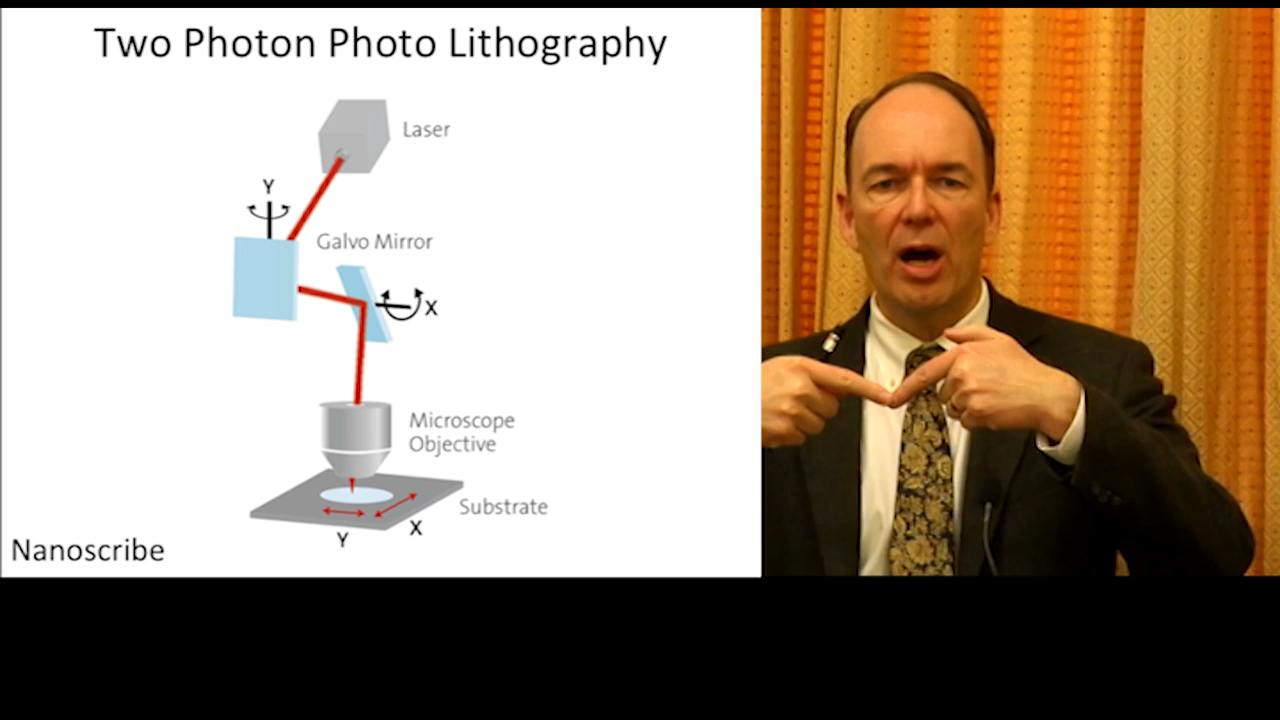 Two Photon Photo Lithography
Laser
Y
Galvo Mirror
X
Microscope
Objective
Substrate
X
Y
Nanoscribe